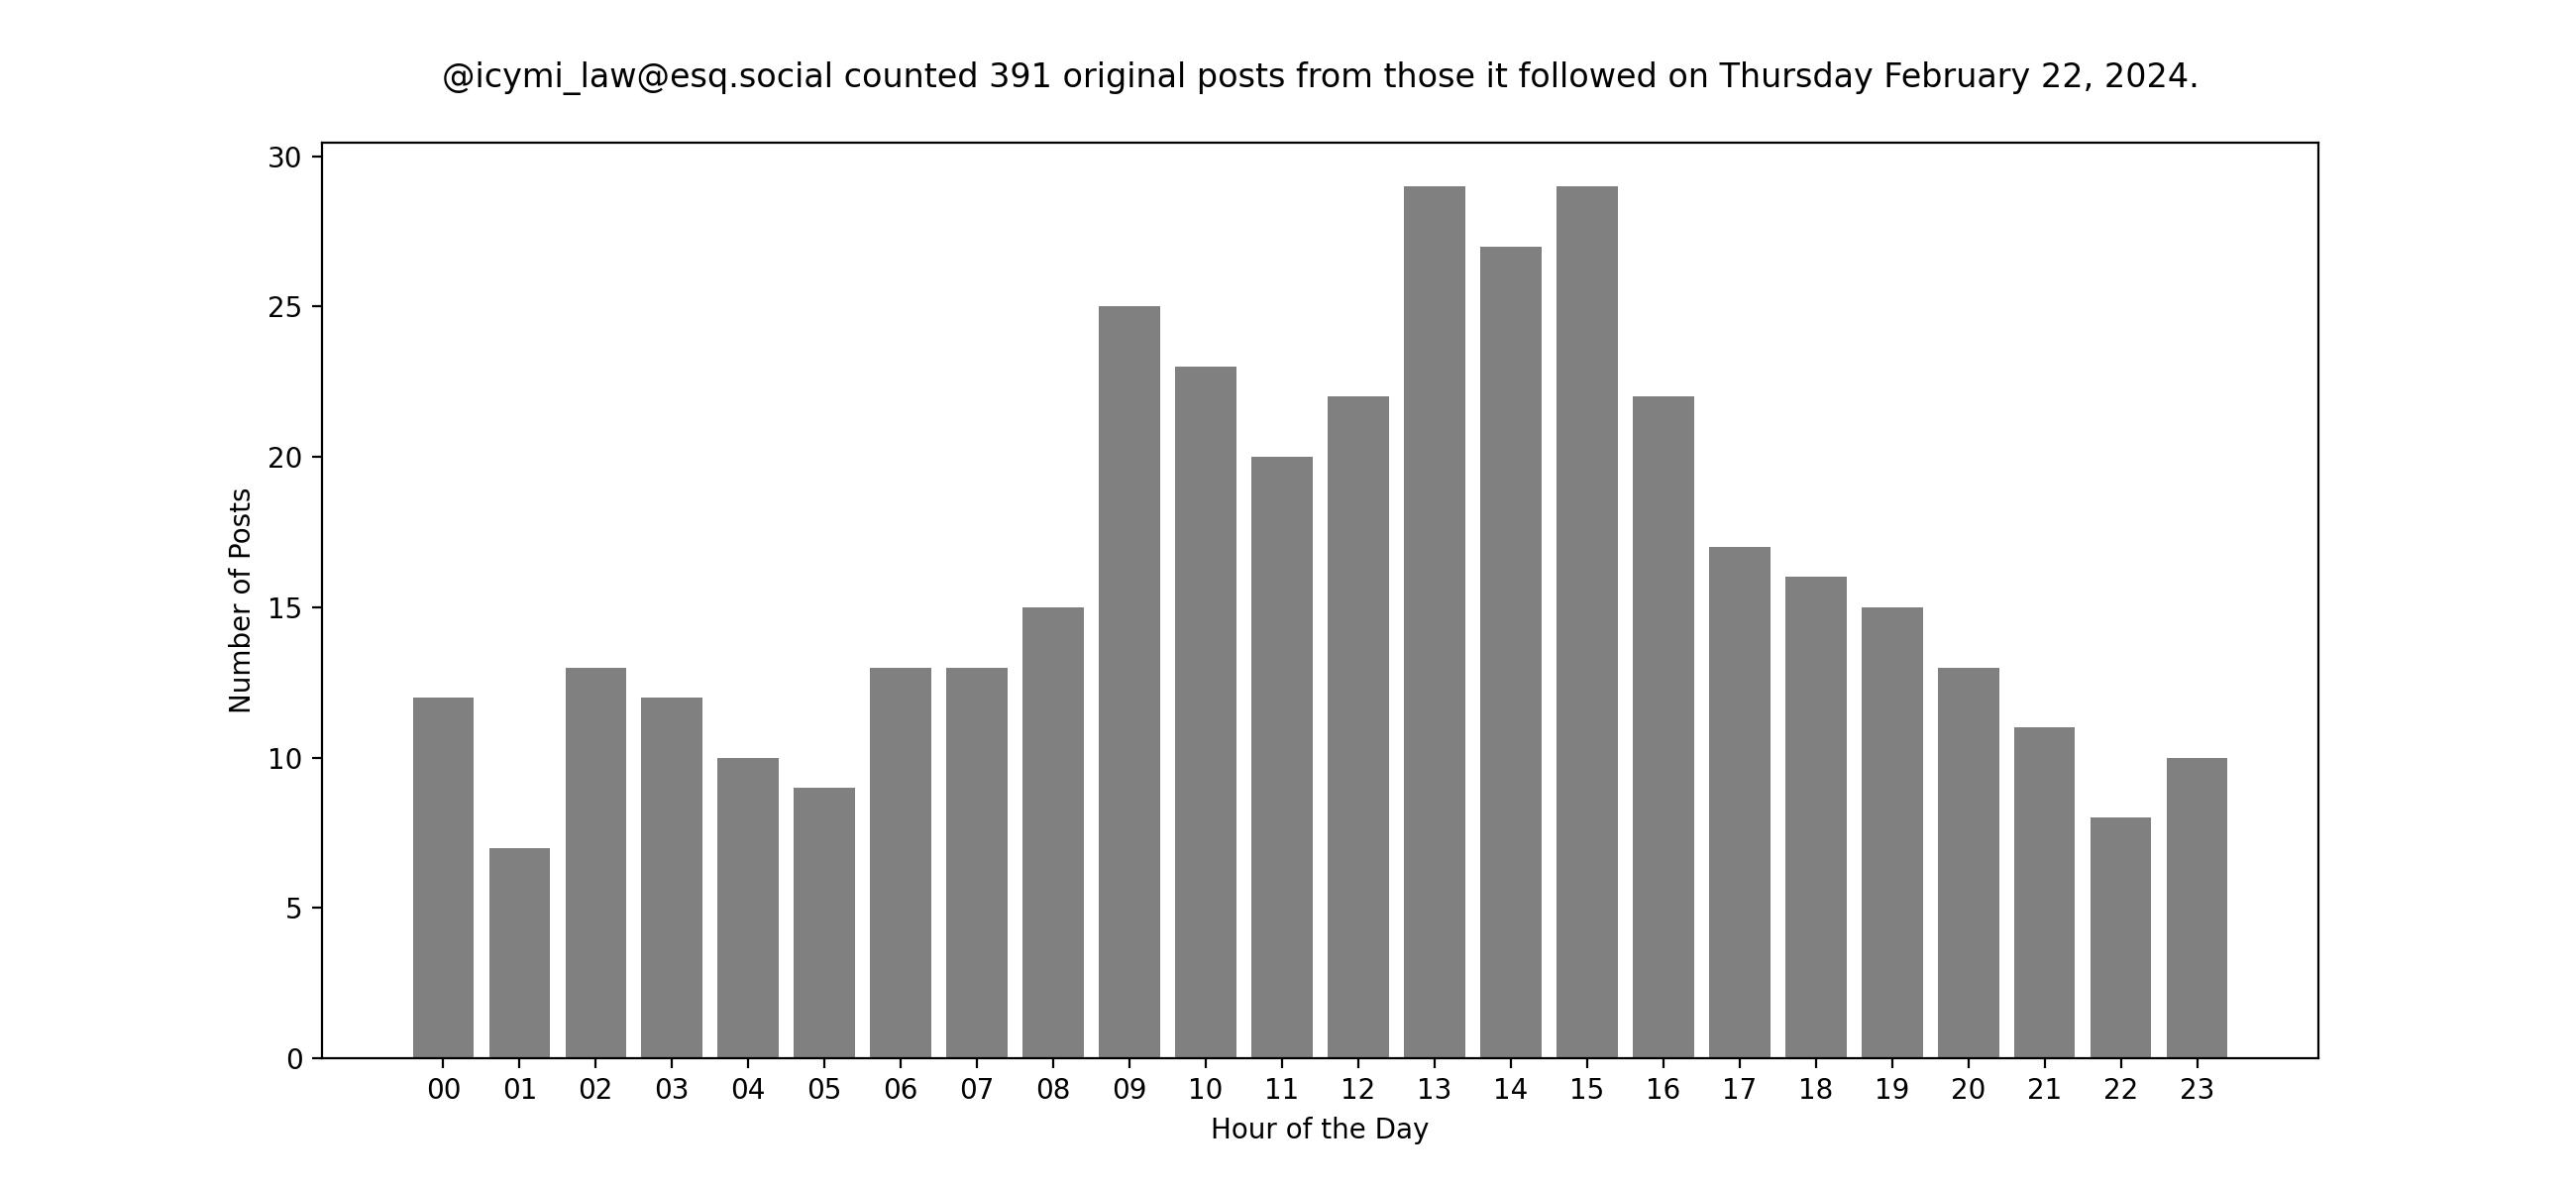 @icymi_law@esq.social counted 391 original posts from those it followed on Thursday February 22, 2024.
30
25
20
15
10
5
0
Number of Posts
00 01 02 03 04 05 06 07 08 09 10 11 12 13 14 15 16 17 18 19 20 21 22 23
Hour of the Day